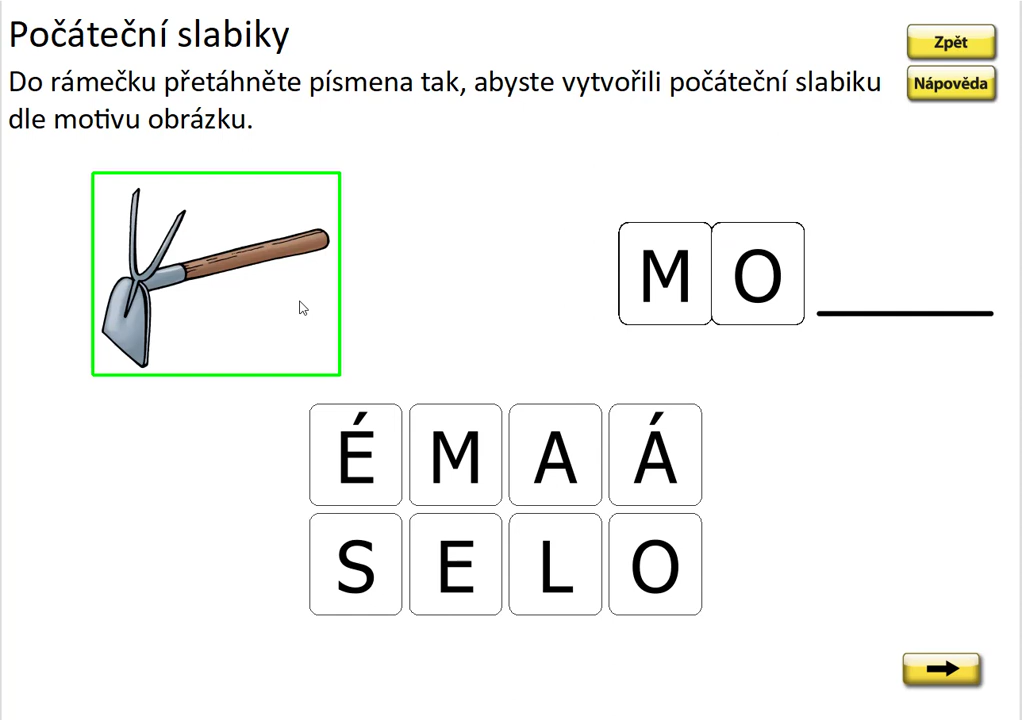 Počáteční slabiky
Zpět
Do rámečku přetáhněte písmena tak, abyste vytvořili počáteční slabiku
Nápověda
dle motivu obrázku.
M O
É M A Á
S E L O